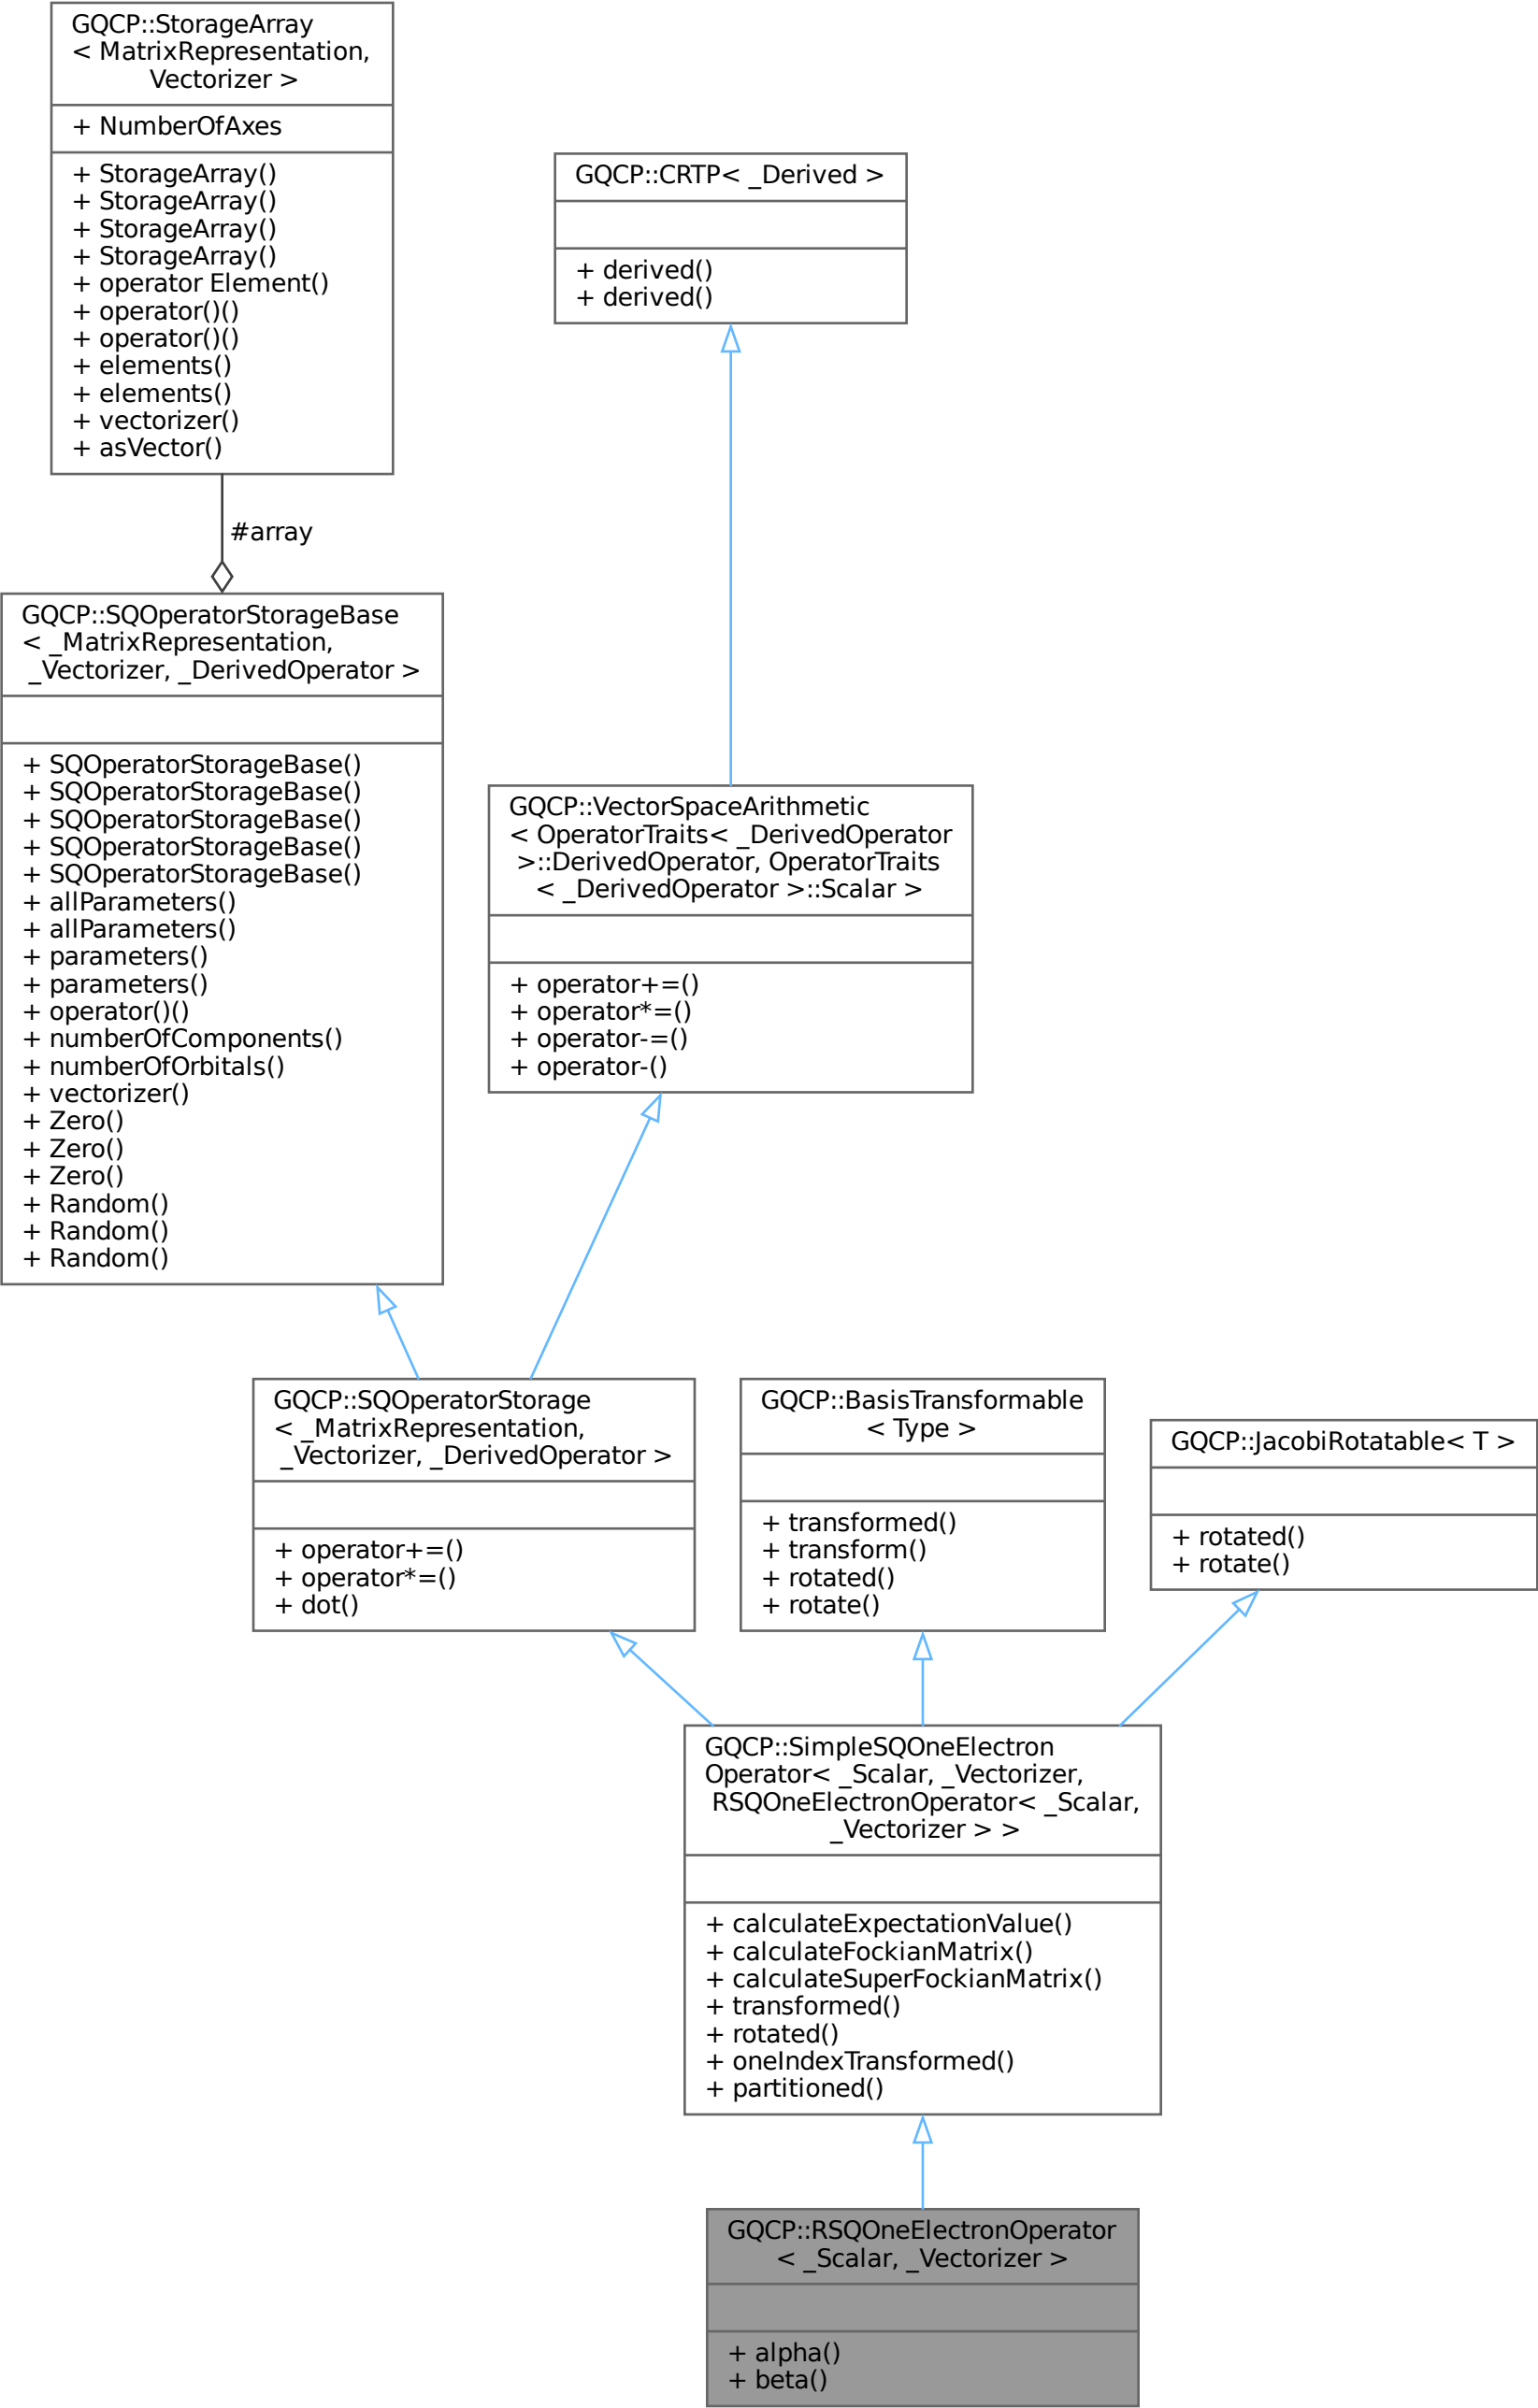 GQCP::StorageArray
< MatrixRepresentation,
Vectorizer >
+ NumberOfAxes
+ StorageArray()
+ StorageArray()
+ StorageArray()
+ StorageArray()
+ operator Element()
+ operator()()
+ operator()()
+ elements()
+ elements()
+ vectorizer()
+ asVector()
GQCP::CRTP< _Derived >
+ derived()
+ derived()
#array
GQCP::SQOperatorStorageBase
< _MatrixRepresentation,
_Vectorizer, _DerivedOperator >
+ SQOperatorStorageBase()
+ SQOperatorStorageBase()
+ SQOperatorStorageBase()
+ SQOperatorStorageBase()
+ SQOperatorStorageBase()
+ allParameters()
+ allParameters()
+ parameters()
+ parameters()
+ operator()()
+ numberOfComponents()
+ numberOfOrbitals()
+ vectorizer()
+ Zero()
+ Zero()
+ Zero()
+ Random()
+ Random()
+ Random()
GQCP::VectorSpaceArithmetic
< OperatorTraits< _DerivedOperator
>::DerivedOperator, OperatorTraits
< _DerivedOperator >::Scalar >
+ operator+=()
+ operator*=()
+ operator-=()
+ operator-()
GQCP::SQOperatorStorage
< _MatrixRepresentation,
_Vectorizer, _DerivedOperator >
+ operator+=()
+ operator*=()
+ dot()
GQCP::BasisTransformable
< Type >
+ transformed()
+ transform()
+ rotated()
+ rotate()
GQCP::JacobiRotatable< T >
+ rotated()
+ rotate()
GQCP::SimpleSQOneElectron
Operator< _Scalar, _Vectorizer,
RSQOneElectronOperator< _Scalar,
_Vectorizer > >
+ calculateExpectationValue()
+ calculateFockianMatrix()
+ calculateSuperFockianMatrix()
+ transformed()
+ rotated()
+ oneIndexTransformed()
+ partitioned()
GQCP::RSQOneElectronOperator
< _Scalar, _Vectorizer >
+ alpha()
+ beta()